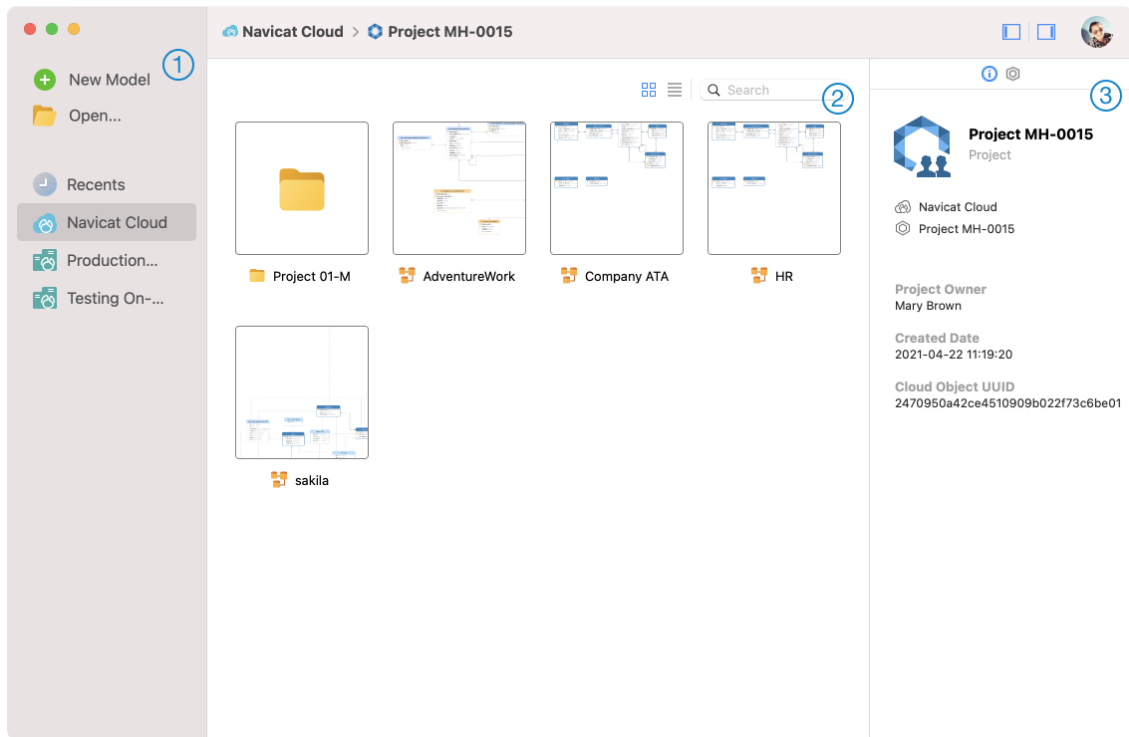 Navicat Cloud > Project MH-0015
1
New Model
Open...
Recents
Navicat Cloud
Production...
Testing On-...
Search
2
Project 01-M
AdventureWork
Company ATA
HR
sakila
3
Project MH-0015
Project
Navicat Cloud
Project MH-0015
Project Owner
Mary Brown
Created Date
2021-04-22 11:19:20
Cloud Object UUID
2470950a42ce4510909b022f73c6be01